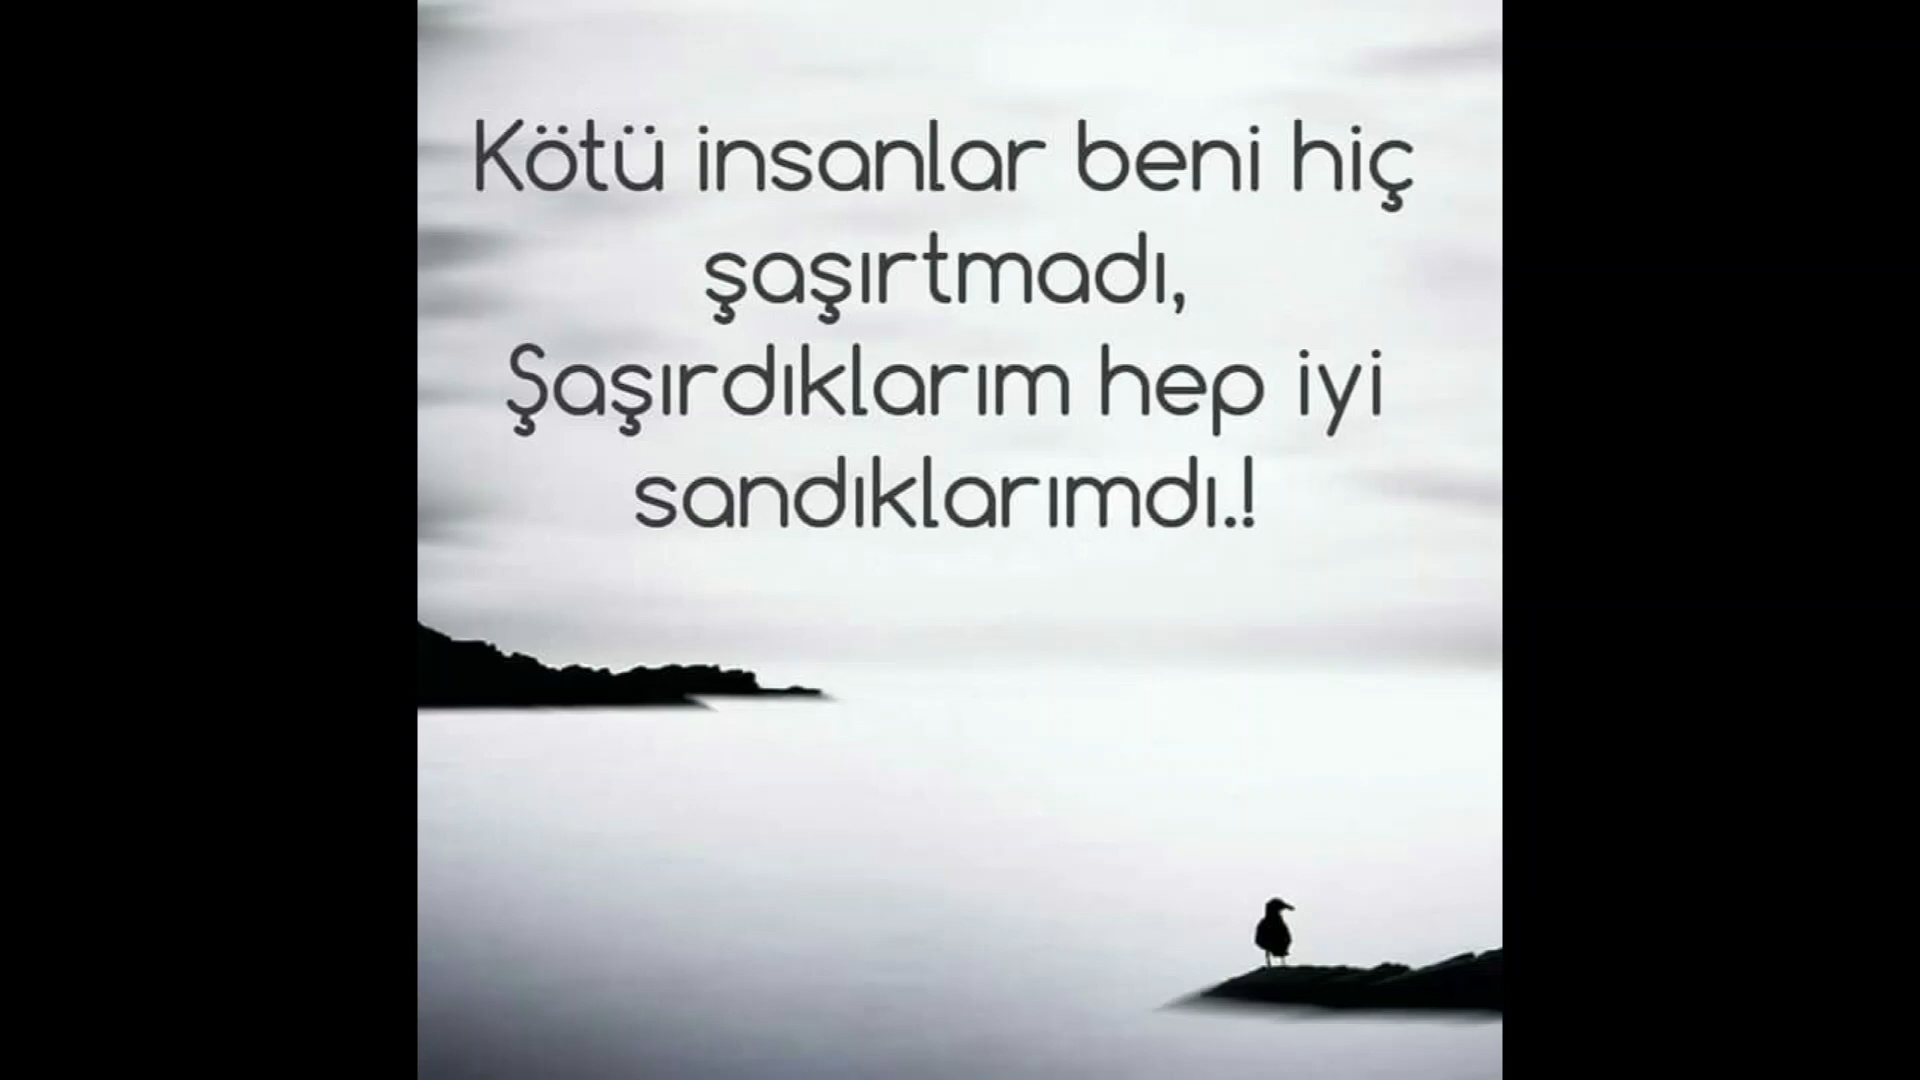 Kötü insanlar beni hiç
şaşırtmadı,
Şaşırdıklarım hep iyi
sandıklarımdı.!